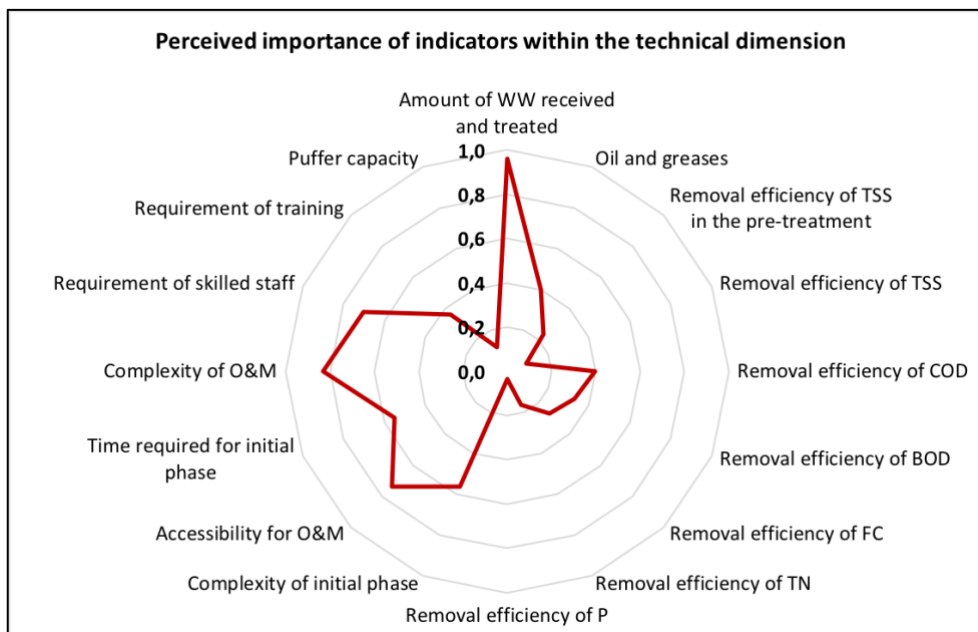 Perceived importance of indicators within the technical dimension
Amount of WW received
and treated
Oil and greases
Removal efficiency of TSS
in the pre-treatment
Removal efficiency of TSS
Removal efficiency of COD
Removal efficiency of BOD
Removal efficiency of FC
Removal efficiency of TN
Removal efficiency of P
Complexity of initial phase
Accessibility for O&M
Time required for initial
phase
Complexity of O&M
Requirement of skilled staff
Requirement of training
Puffer capacity
1,0
0,8
0,6
0,4
0,2
0,0